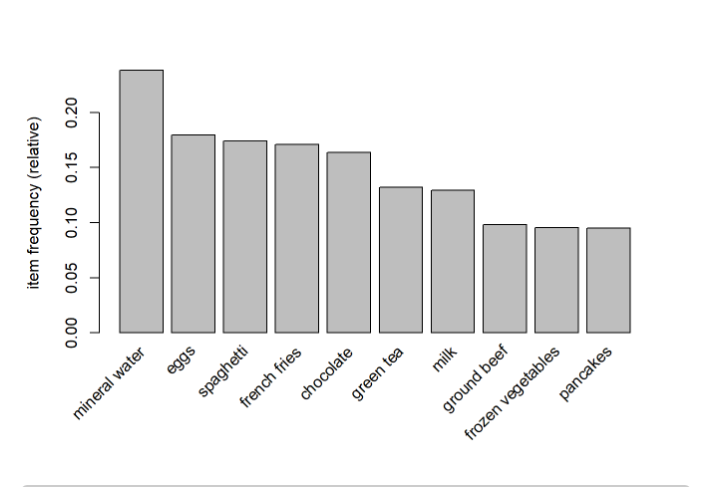 item frequency (relative)
0.20
0.15
0.10
0.05
0.00
mineral water
eggs
spaghetti
french fries
chocolate
green tea
milk
ground beef
frozen vegetables
pancakes